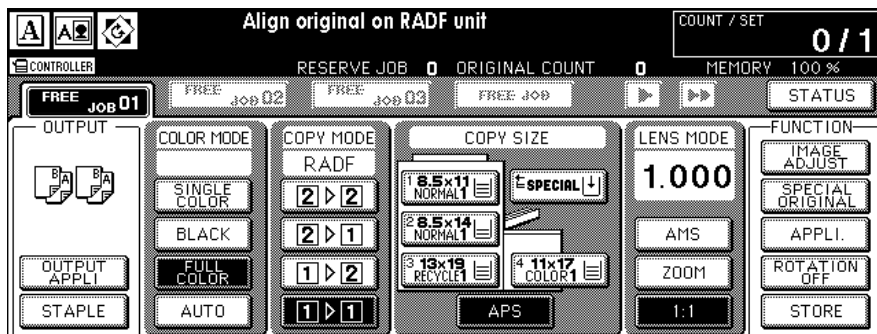 Align original on RADF unit
COUNT / SET
0 / 1
A A
CONTROLLER
RESERVE JOB 0 ORIGINAL COUNT 0 MEMORY 100 %
FREE JOB 01
FREE JOB 02
FREE JOB 03
FREE JOB
STATUS
OUTPUT
B A B A
OUTPUT APPLI
STAPLE
COLOR MODE
SINGLE COLOR
BLACK
FULL COLOR
AUTO
COPY MODE
RADF
2 ▷ 2
2 ▷ 1
1 ▷ 2
1 ▷ 1
COPY SIZE
1 8.5x11
NORMAL1
SPECIAL
2 8.5x14
NORMAL1
3 13x19
RECYCLE1
4 11x17
COLOR1
APS
LENS MODE
1.000
AMS
ZOOM
1:1
FUNCTION
IMAGE ADJUST
SPECIAL ORIGINAL
APPLI.
ROTATION OFF
STORE